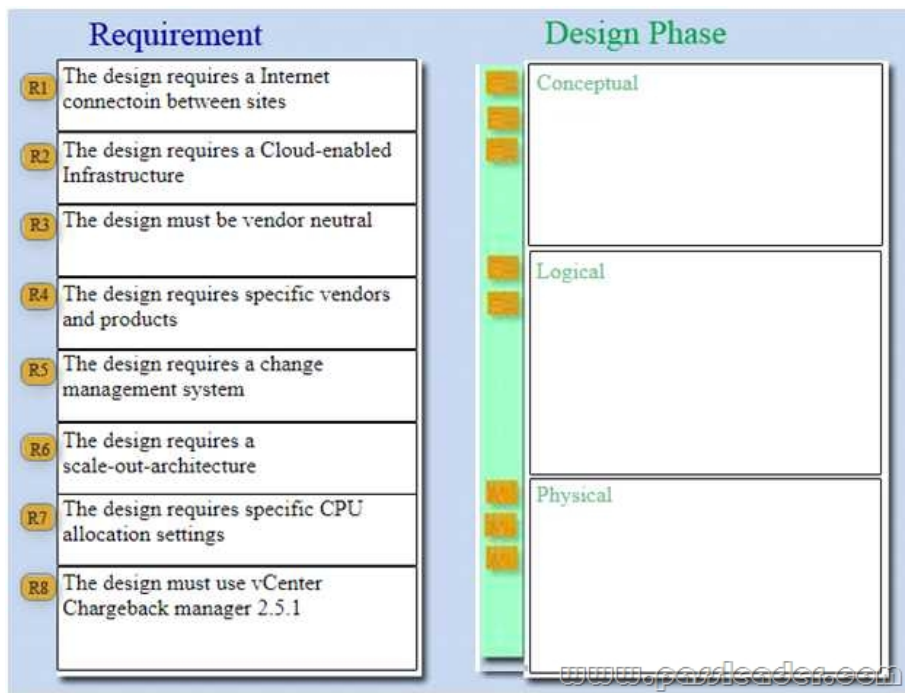 Requirement
Design Phase
R1
The design requires a Internet
connectoin between sites
R2
The design requires a Cloud-enabled
Infrastructure
R3
The design must be vendor neutral
R4
The design requires specific vendors
and products
R5
The design requires a change
management system
R6
The design requires a
scale-out-architecture
R7
The design requires specific CPU
allocation settings
R8
The design must use vCenter
Chargeback manager 2.5.1
Conceptual
Logical
Physical
www.passleader.com